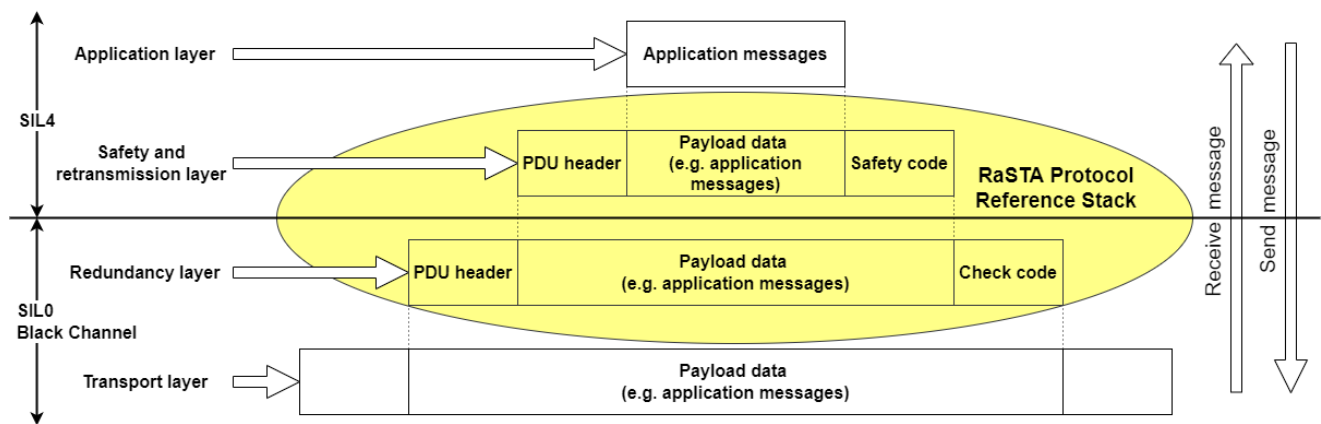 Application layer
Application messages
SIL4
Safety and
retransmission layer
PDU header
Payload data
(e.g. application
messages)
Safety code
RaSTA Protocol
Reference Stack
Redundancy layer
PDU header
Payload data
(e.g. application messages)
Check code
SIL0
Black Channel
Transport layer
Payload data
(e.g. application messages)
Receive message
Send message